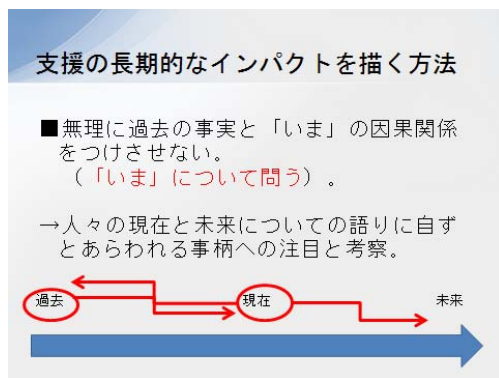 支援の長期的なインパクトを描く方法
■無理に過去の事実と「いま」の因果関係
をつけさせない。
（「いま」について問う）。
→人々の現在と未来についての語りに自ず
とあらわれる事柄への注目と考察。
過去 現在 未来